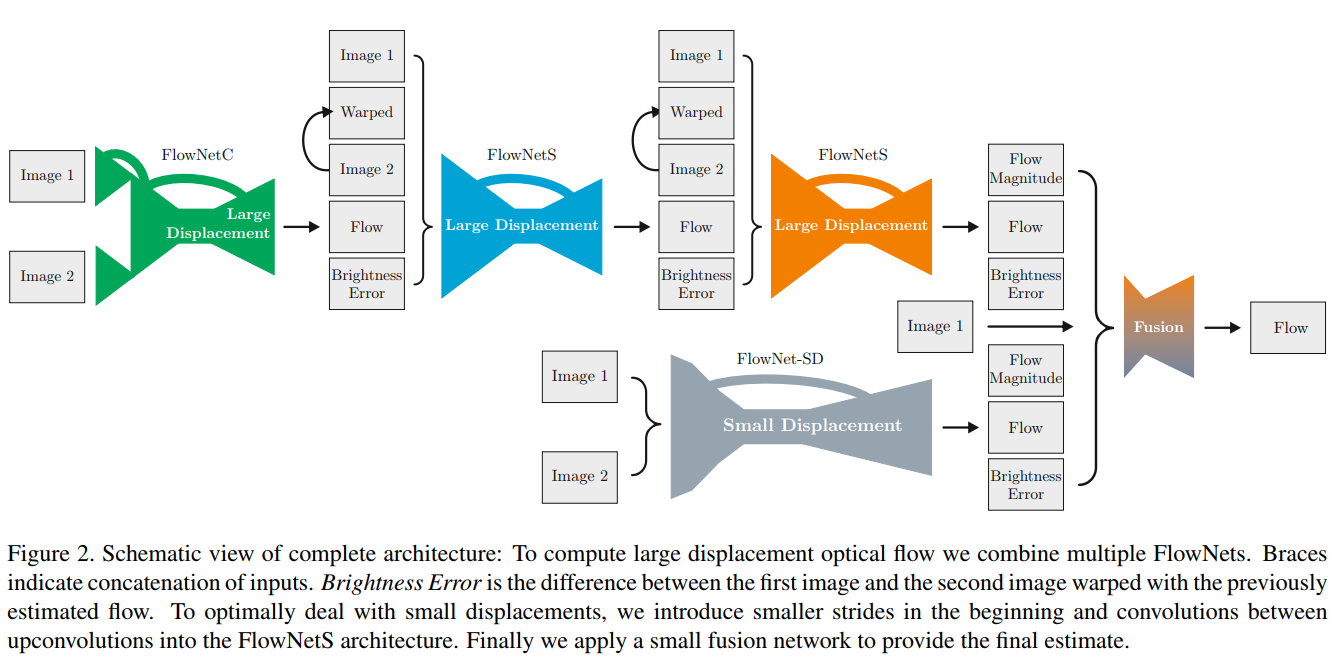 Image 1
Image 2
FlowNetC
Large
Displacement
Image 1
Warped
Image 2
Flow
Brightness
Error
FlowNetS
Large Displacement
Image 1
Warped
Image 2
Flow
Brightness
Error
FlowNetS
Large Displacement
Flow
Magnitude
Flow
Brightness
Error
Image 1
Image 1
Image 2
FlowNet-SD
Small Displacement
Flow
Magnitude
Flow
Brightness
Error
Fusion
Flow
Figure 2. Schematic view of complete architecture: To compute large displacement optical flow we combine multiple FlowNets. Braces
indicate concatenation of inputs. Brightness Error is the difference between the first image and the second image warped with the previously
estimated flow. To optimally deal with small displacements, we introduce smaller strides in the beginning and convolutions between
upconvolutions into the FlowNetS architecture. Finally we apply a small fusion network to provide the final estimate.